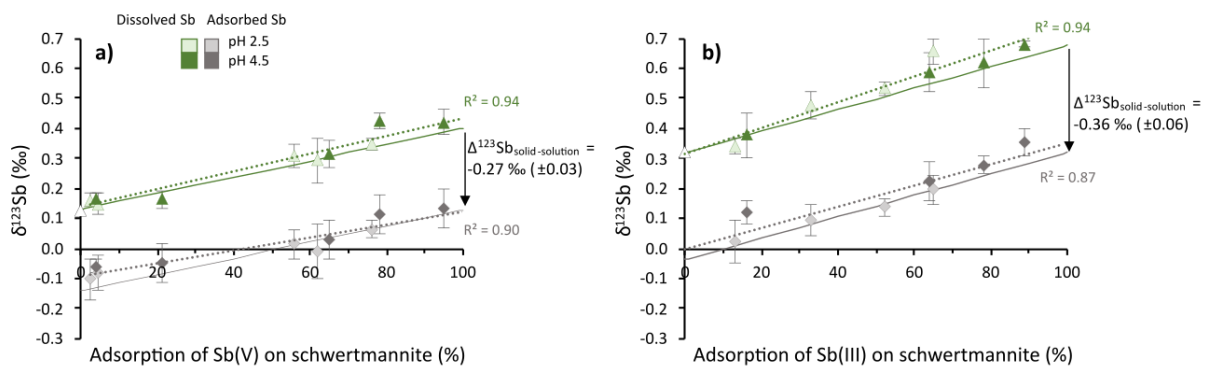 Dissolved Sb Adsorbed Sb
pH 2.5
pH 4.5
a)
0.7
0.6
0.5
0.4
0.3
0.2
0.1
0.0
-0.1
-0.2
-0.3
δ¹²³Sb (‰)
0 20 40 60 80 100
R² = 0.94
Δ¹²³Sb solid-solution =
-0.27 ‰ (±0.03)
R² = 0.90
Adsorption of Sb(V) on schwertmannite (%)
b)
0.7
0.6
0.5
0.4
0.3
0.2
0.1
0.0
-0.1
-0.2
-0.3
δ¹²³Sb (‰)
0 20 40 60 80 100
R² = 0.94
Δ¹²³Sb solid-solution =
-0.36 ‰ (±0.06)
R² = 0.87
Adsorption of Sb(III) on schwertmannite (%)